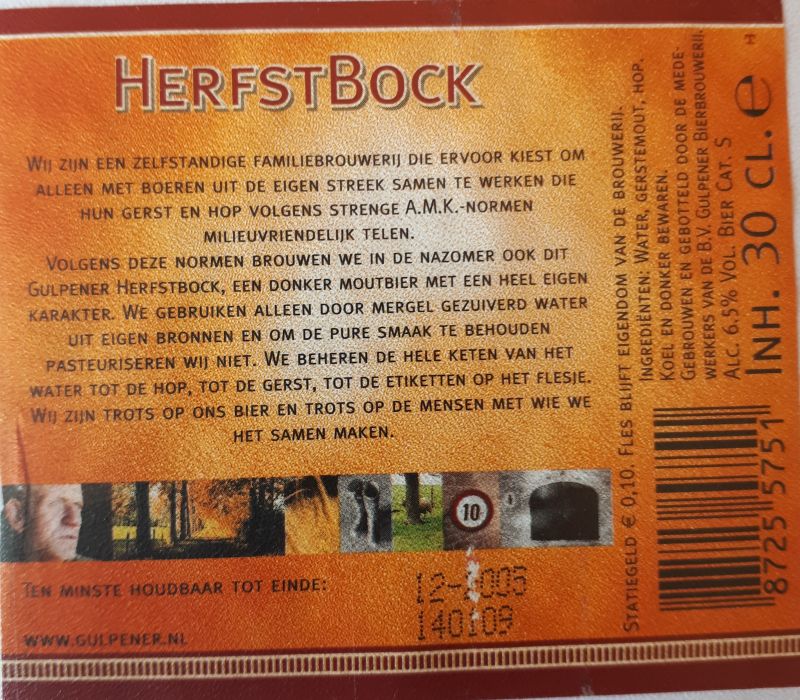 HERFSTBOCK
WIJ ZIJN EEN ZELFSTANDIGE FAMILIEBROUWERIJ DIE ERVOOR KIEST OM
ALLEEN MET BOEREN UIT DE EIGEN STREEK SAMEN TE WERKEN DIE
HUN GERST EN HOP VOLGENS STRENGE A.M.K.-NORMEN
MILIEUVRIENDELIJK TELEN.
VOLGENS DEZE NORMEN BROUWEN WE IN DE NAZOMER OOK DIT
GULPENER HERFSTBOCK, EEN DONKER MOUTBIER MET EEN HEEL EIGEN
KARAKTER. WE GEBRUIKEN ALLEEN DOOR MERGEL GEZUIVERD WATER
UIT EIGEN BRONNEN EN OM DE PURE SMAAK TE BEHOUDEN
PASTEURISEREN WIJ NIET. WE BEHEREN DE HELE KETEN VAN HET
WATER TOT DE HOP, TOT DE GERST, TOT DE ETIKETTEN OP HET FLESJE.
WIJ ZIJN TROTS OP ONS BIER EN TROTS OP DE MENSEN MET WIE WE
HET SAMEN MAKEN.
10
TEN MINSTE HOUDBAAR TOT EINDE:
12-2005
140109
WWW.GULPENER.NL
STATIEGELD € 0,10. FLES BLIJFT EIGENDOM VAN DE BROUWERIJ.
INGREDIËNTEN: WATER, GERSTEMOUT, HOP.
KOEL EN DONKER BEWAREN.
GEBROUWEN EN GEBOTTELD DOOR DE MEDE-
WERKERS VAN DE B.V. GULPENER BIERBROUWERIJ.
ALC. 6.5% VOL. BIER CAT. S
INH. 30 CL. e
H
8725 5751